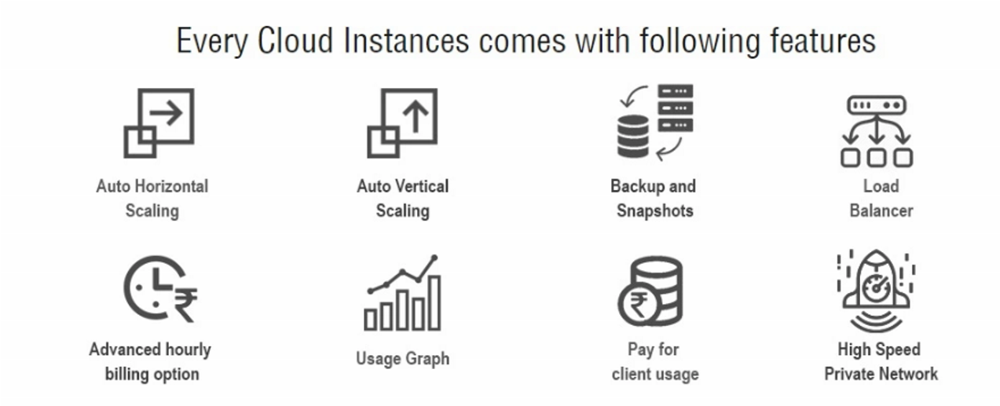 Every Cloud Instances comes with following features
Auto Horizontal
Scaling
Auto Vertical
Scaling
Backup and
Snapshots
Load
Balancer
Advanced hourly
billing option
Usage Graph
Pay for
client usage
High Speed
Private Network